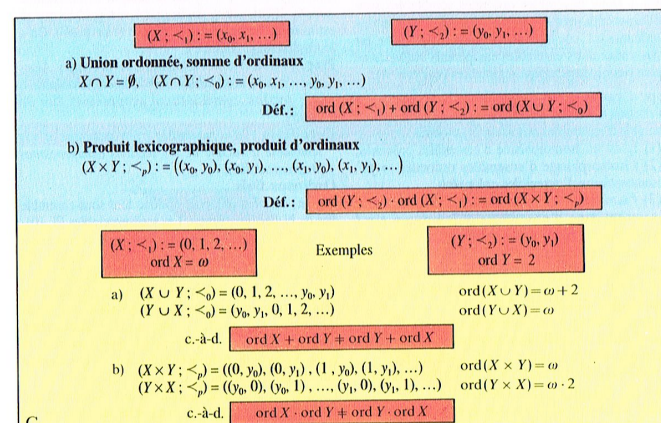 (X ; <₁) : = (x₀, x₁, …) (Y ; <₂) : = (y₀, y₁, …)
a) Union ordonnée, somme d’ordinaux
X ∩ Y = ∅, (X ∩ Y ; <₀) : = (x₀, x₁, …, y₀, y₁, …)
Déf. : ord (X ; <₁) + ord (Y ; <₂) : = ord (X ∪ Y ; <₀)
b) Produit lexicographique, produit d’ordinaux
(X × Y ; <ₚ) : = ((x₀, y₀), (x₀, y₁), …, (x₁, y₀), (x₁, y₁), …)
Déf. : ord (Y ; <₂) · ord (X ; <₁) : = ord (X × Y ; <ₚ)
(X ; <₁) : = (0, 1, 2, …) Exemples (Y ; <₂) : = (y₀, y₁)
ord X = ω ord Y = 2
a) (X ∪ Y ; <₀) = (0, 1, 2, …, y₀, y₁) ord (X ∪ Y) = ω + 2
(Y ∪ X ; <₀) = (y₀, y₁, 0, 1, 2, …) ord (Y ∪ X) = ω
c.-à-d. ord X + ord Y ≠ ord Y + ord X
b) (X × Y ; <ₚ) = ((0, y₀), (0, y₁) , (1 , y₀), (1, y₁), …) ord (X × Y) = ω
(Y × X ; <ₚ) = ((y₀, 0), (y₀, 1) , …, (y₁, 0), (y₁, 1), …) ord (Y × X) = ω · 2
c.-à-d. ord X · ord Y ≠ ord Y · ord X